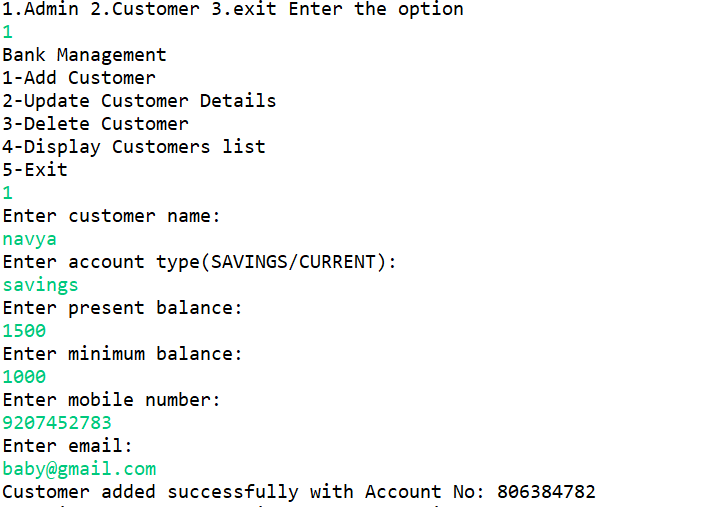 1.Admin 2.Customer 3.exit Enter the option
1
Bank Management
1-Add Customer
2-Update Customer Details
3-Delete Customer
4-Display Customers list
5-Exit
1
Enter customer name:
navya
Enter account type(SAVINGS/CURRENT):
savings
Enter present balance:
1500
Enter minimum balance:
1000
Enter mobile number:
9207452783
Enter email:
baby@gmail.com
Customer added successfully with Account No: 806384782